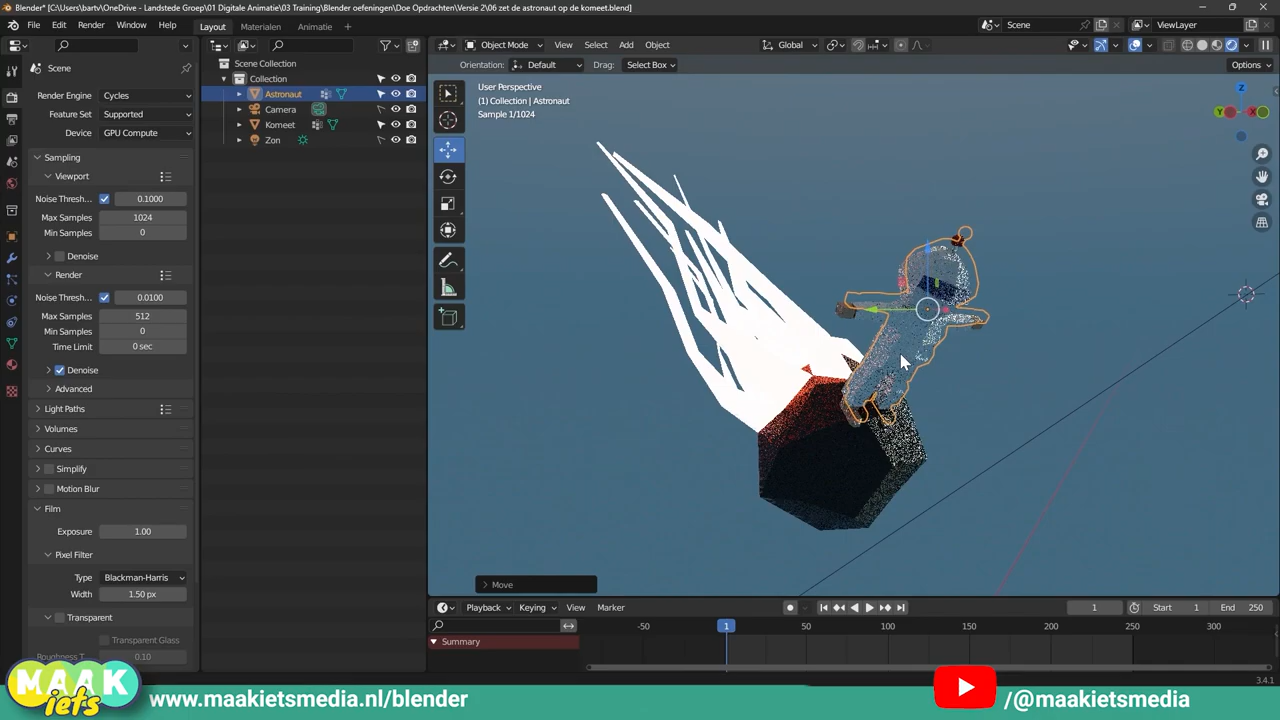 Blender* [C:\Users\bartv\OneDrive - Landstede Groep\01 Digitale Animatie\03 Training\Blender oefeningen\Doe Opdrachten\Versie 2\06 zet de astronaut op de komeet.blend]
File Edit Render Window Help Layout Materialen Animatie Scene ViewLayer
Object Mode View Select Add Object Global
Scene
Scene Collection
Orientation: Default Drag: Select Box Options
Collection
Render Engine Cycles
Astronaut
Feature Set Supported
Camera
Device GPU Compute
Komeet
Zon
User Perspective
(1) Collection | Astronaut
Sample 1/1024
Z
Y
X
Sampling
Viewport
Noise Thresh... 0.1000
Max Samples 1024
Min Samples 0
Denoise
Render
Noise Thresh... 0.0100
Max Samples 512
Min Samples 0
Time Limit 0 sec
Denoise
Advanced
Light Paths
Volumes
Curves
Simplify
Motion Blur
Film
Exposure 1.00
Pixel Filter
Type Blackman-Harris
Width 1.50 px
Transparent
Transparent Glass
Roughness T... 0.10
Move
Playback Keying View Marker 1 Start 1 End 250
-50 1 50 100 150 200 250 300
Summary
3.4.1
MAAK
iets
www.maakietsmedia.nl/blender
/@maakietsmedia